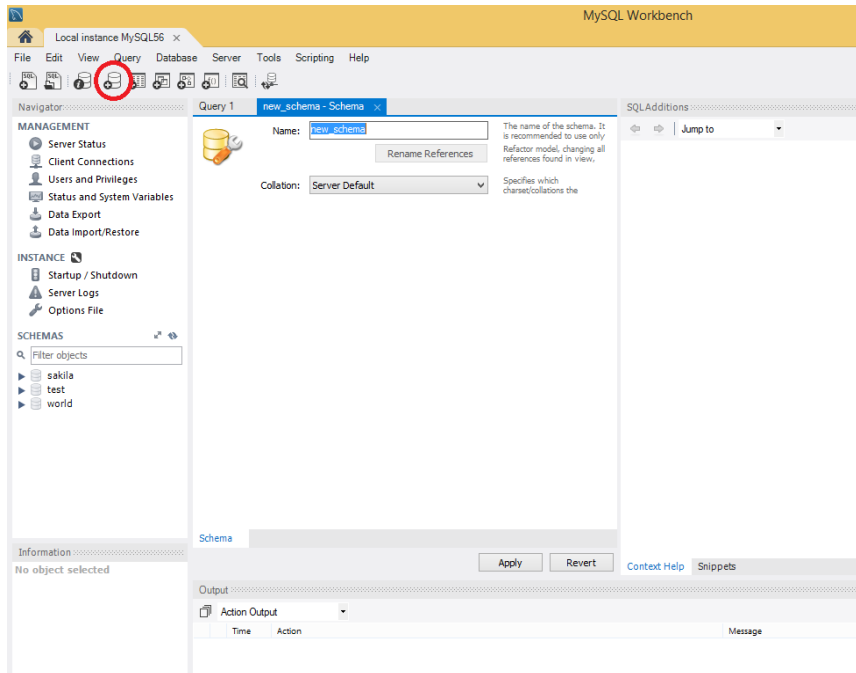 MySQL Workbench
Local instance MySQL56 ×
File Edit View Query Database Server Tools Scripting Help
SQL SQL
Navigator
MANAGEMENT
Server Status
Client Connections
Users and Privileges
Status and System Variables
Data Export
Data Import/Restore
INSTANCE
Startup / Shutdown
Server Logs
Options File
SCHEMAS
Filter objects
sakila
test
world
Information
No object selected
Query 1 new_schema - Schema ×
Name: new_schema
The name of the schema. It
is recommended to use only
Rename References
Refactor model, changing all
references found in view,
Collation: Server Default
Specifies which
charset/collations the
Schema
Apply Revert
SQLAdditions
Jump to
Context Help Snippets
Output
Action Output
Time Action Message